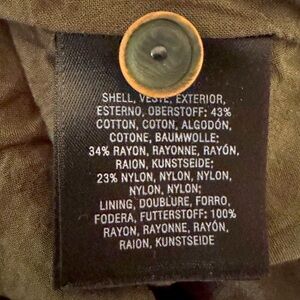 SHELL, VESTE, EXTERIOR,
ESTERNO, OBERSTOFF: 43%
COTTON, COTON, ALGODÓN,
COTONE, BAUMWOLLE;
34% RAYON, RAYONNE, RAYÓN,
RAION, KUNSTSEIDE;
23% NYLON, NYLON, NYLON,
NYLON, NYLON;
LINING, DOUBLURE, FORRO,
FODERA, FUTTERSTOFF: 100%
RAYON, RAYONNE, RAYÓN,
RAION, KUNSTSEIDE